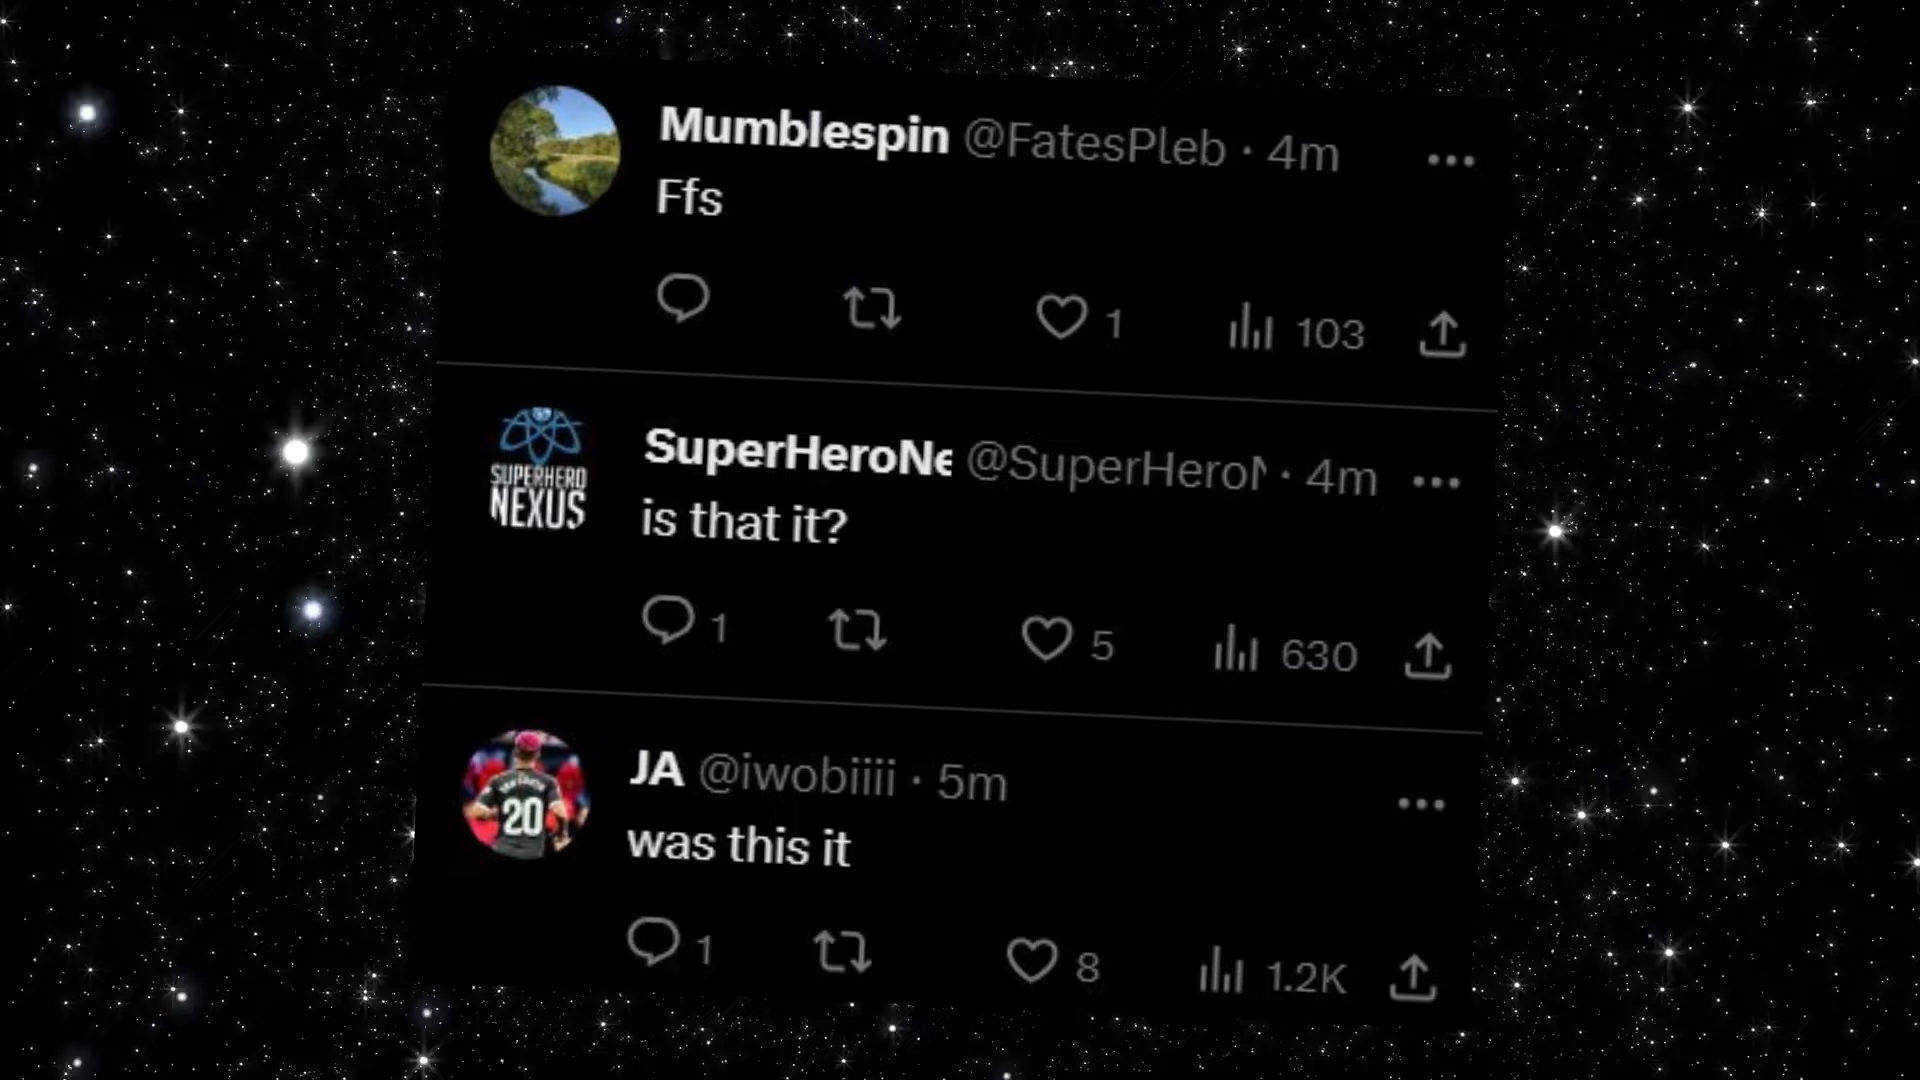 Mumblespin @FatesPleb · 4m
Ffs
1 103
SUPERHERO
NEXUS
SuperHeroNe @SuperHeroN · 4m
is that it?
1 5 630
JA @iwobiiii · 5m
20
was this it
1 8 1.2K